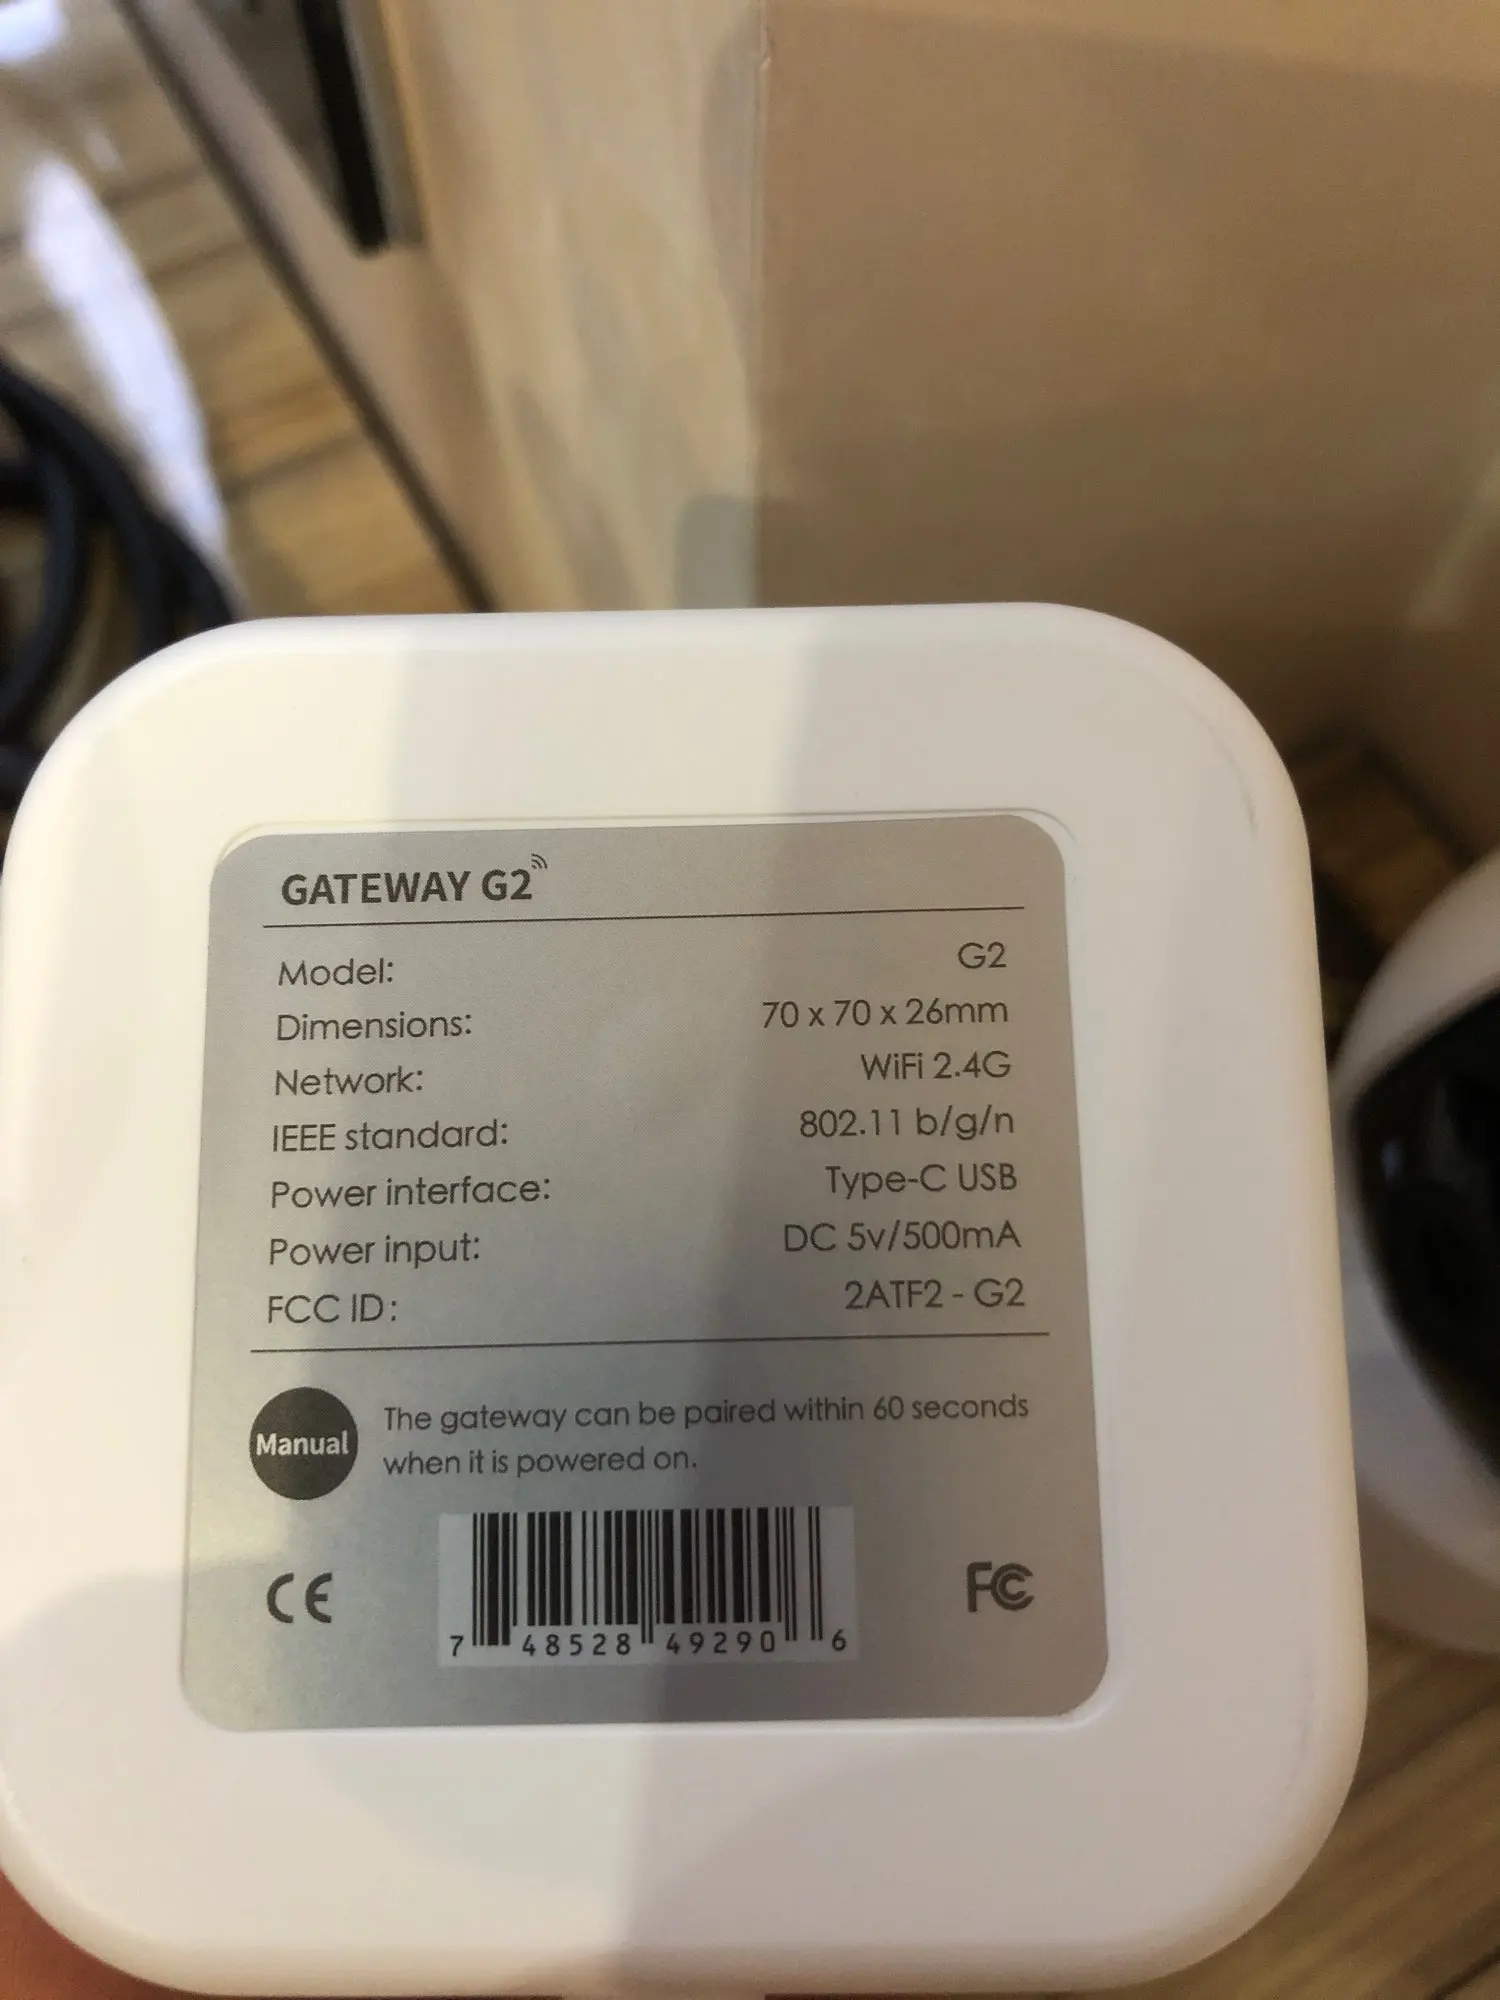 GATEWAY G2
Model: G2
Dimensions: 70 x 70 x 26mm
Network: WiFi 2.4G
IEEE standard: 802.11 b/g/n
Power interface: Type-C USB
Power input: DC 5v/500mA
FCC ID: 2ATF2 - G2
Manual
The gateway can be paired within 60 seconds
when it is powered on.
CE
FC
7 48528 49290 6